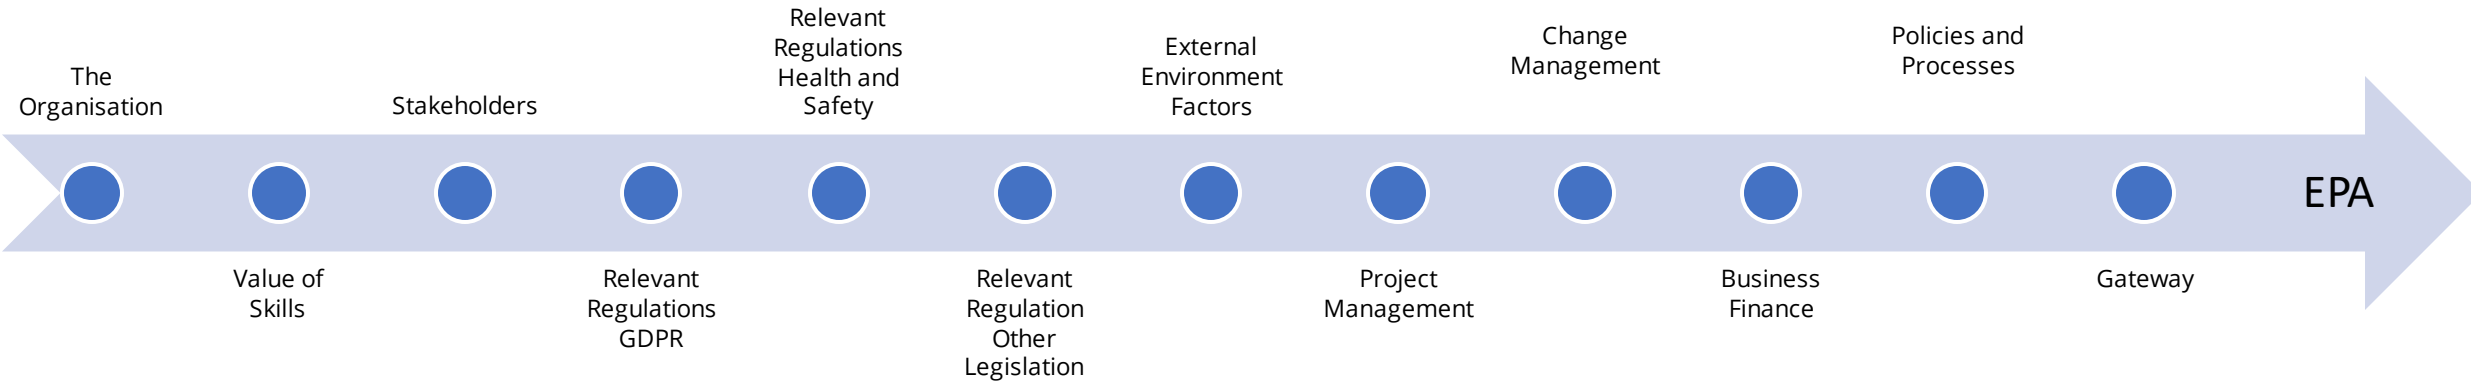 The
Organisation
Value of
Skills
Stakeholders
Relevant
Regulations
GDPR
Relevant
Regulations
Health and
Safety
Relevant
Regulation
Other
Legislation
External
Environment
Factors
Project
Management
Change
Management
Business
Finance
Policies and
Processes
Gateway
EPA